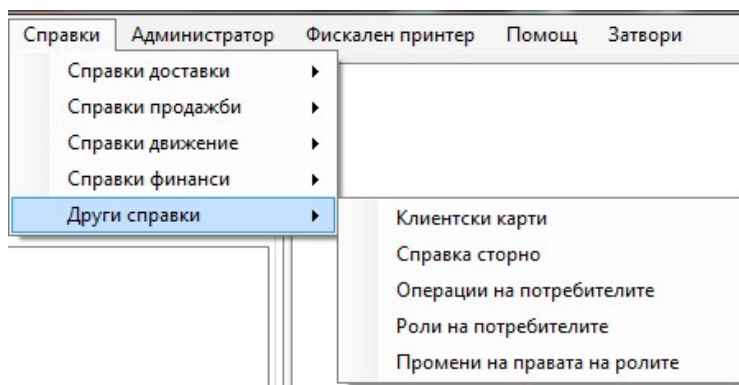 Справки Администратор Фискален принтер Помощ Затвори
Справки доставки
Справки продажби
Справки движение
Справки финанси
Други справки
Клиентски карти
Справка сторно
Операции на потребителите
Роли на потребителите
Промени на правата на ролите